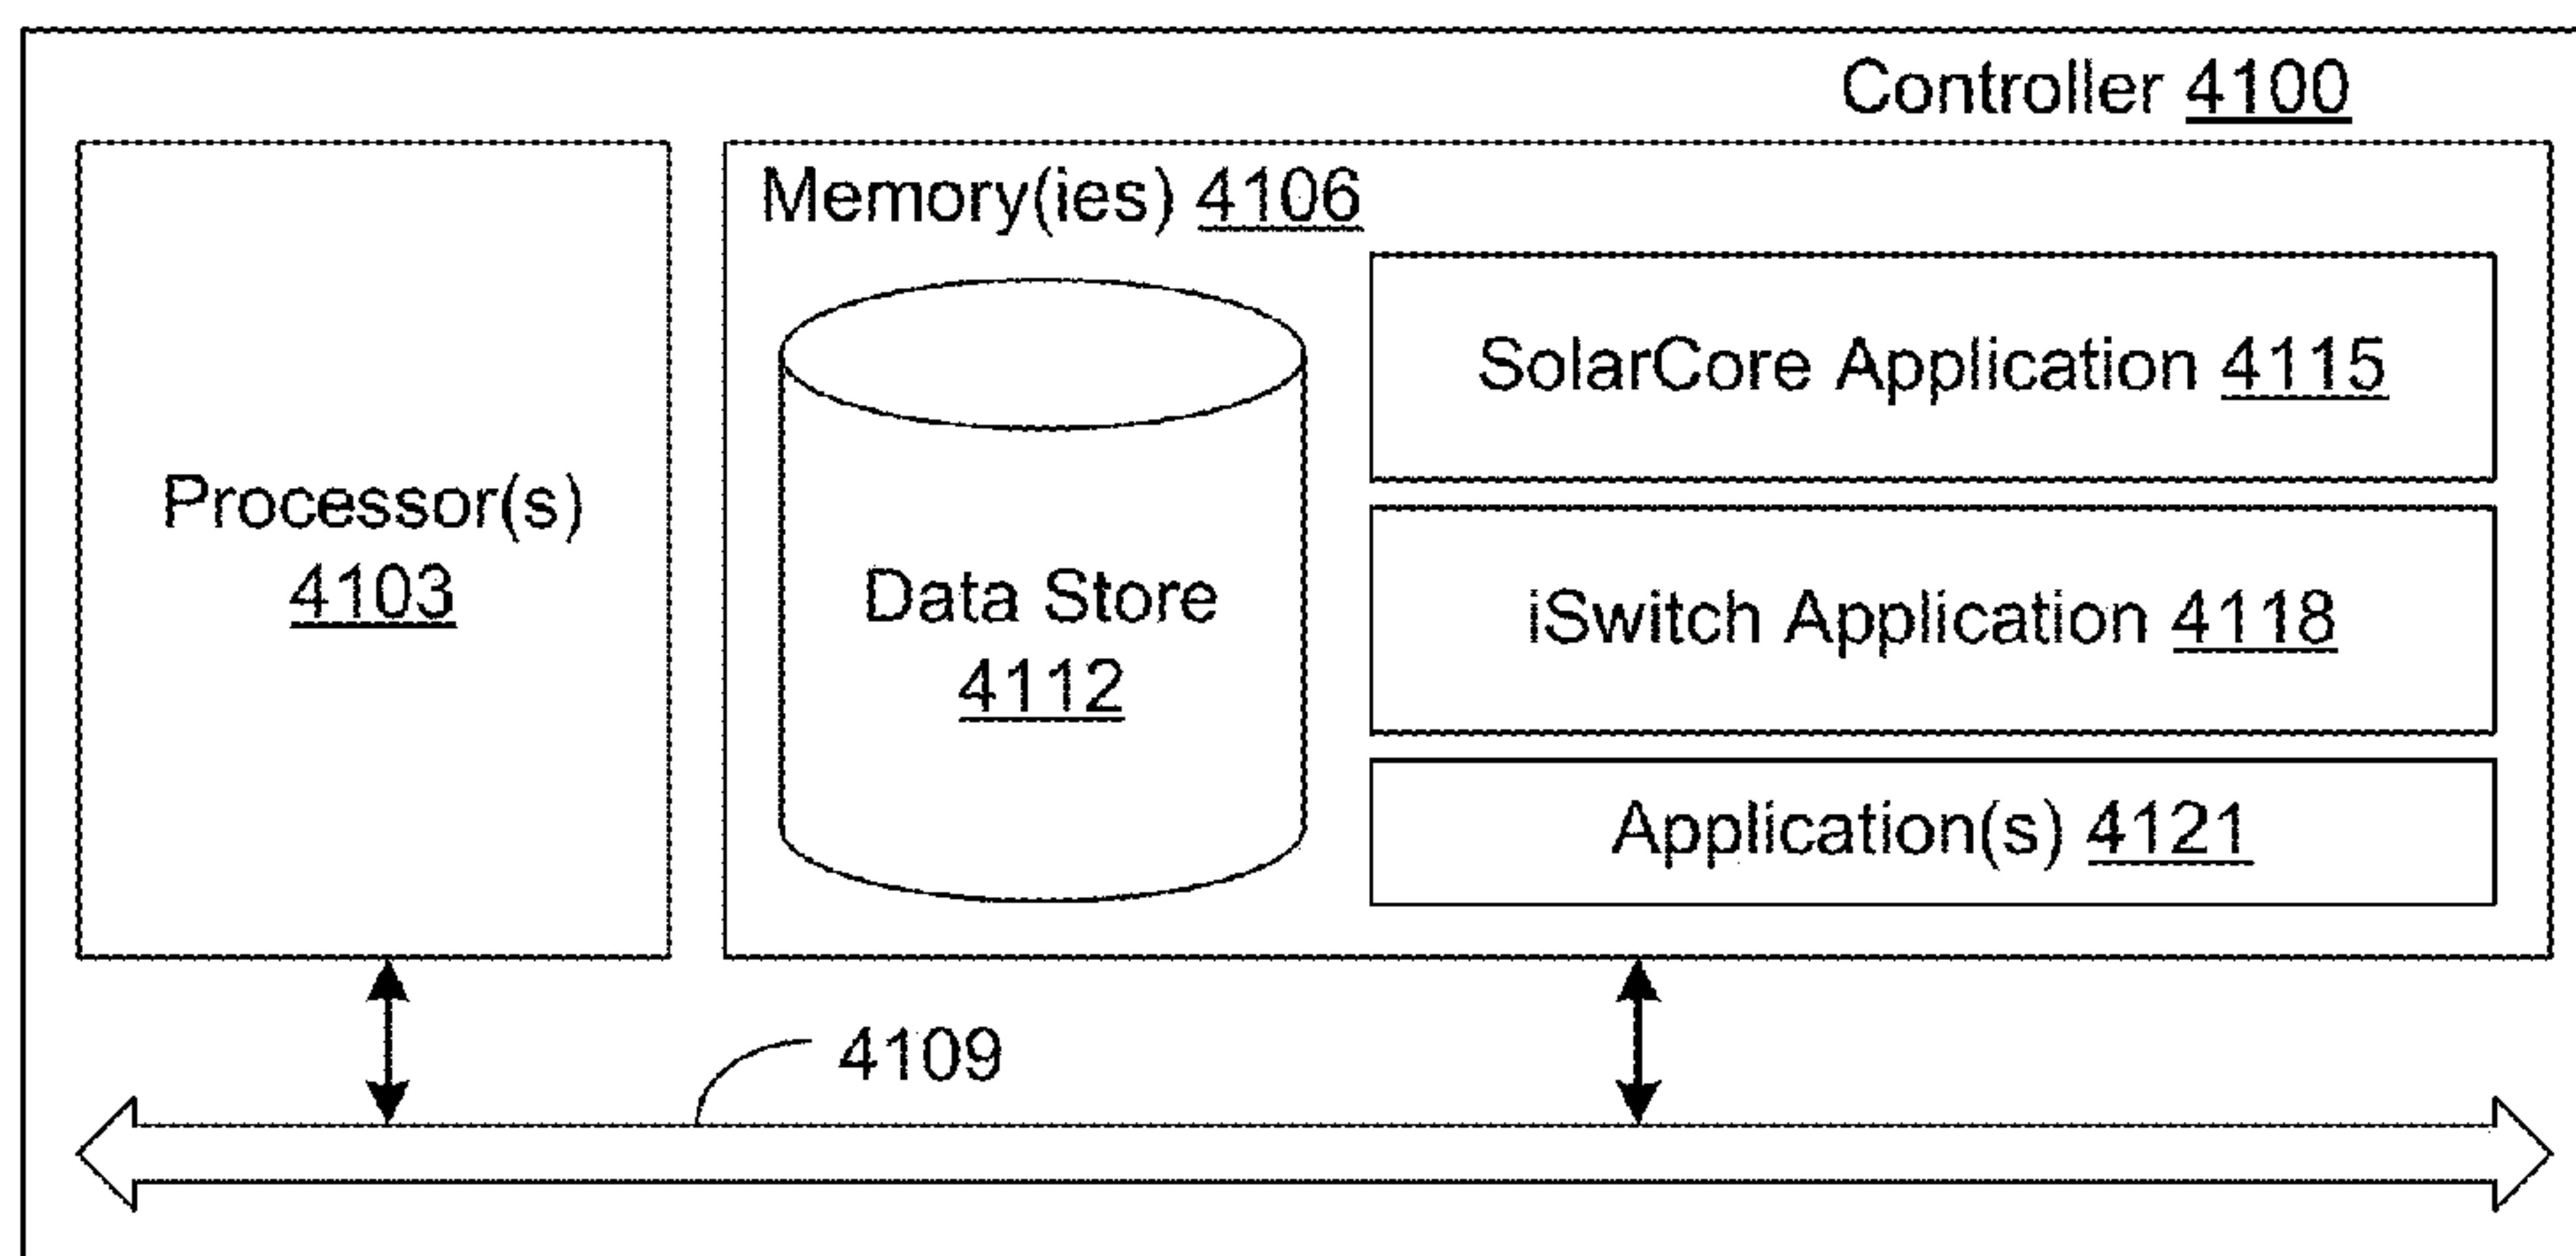 Controller 4100
Memory(ies) 4106
Processor(s)
4103
Data Store
4112
SolarCore Application 4115
iSwitch Application 4118
Application(s) 4121
4109